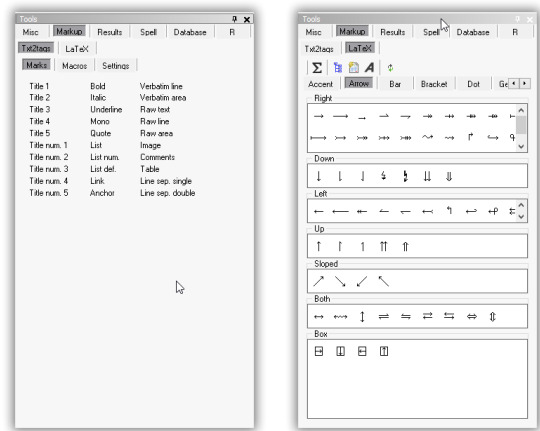 Tools
Misc Markup Results Spell Database R
Txt2tags LaTeX
Marks Macros Settings
Title 1 Bold Verbatim line
Title 2 Italic Verbatim area
Title 3 Underline Raw text
Title 4 Mono Raw line
Title 5 Quote Raw area
Title num. 1 List Image
Title num. 2 List num. Comments
Title num. 3 List def. Table
Title num. 4 Link Line sep. single
Title num. 5 Anchor Line sep. double
Tools
Misc Markup Results Spell Database R
Txt2tags LaTeX
Accent Arrow Bar Bracket Dot Ge
Right
Down
Left
Up
Sloped
Both
Box